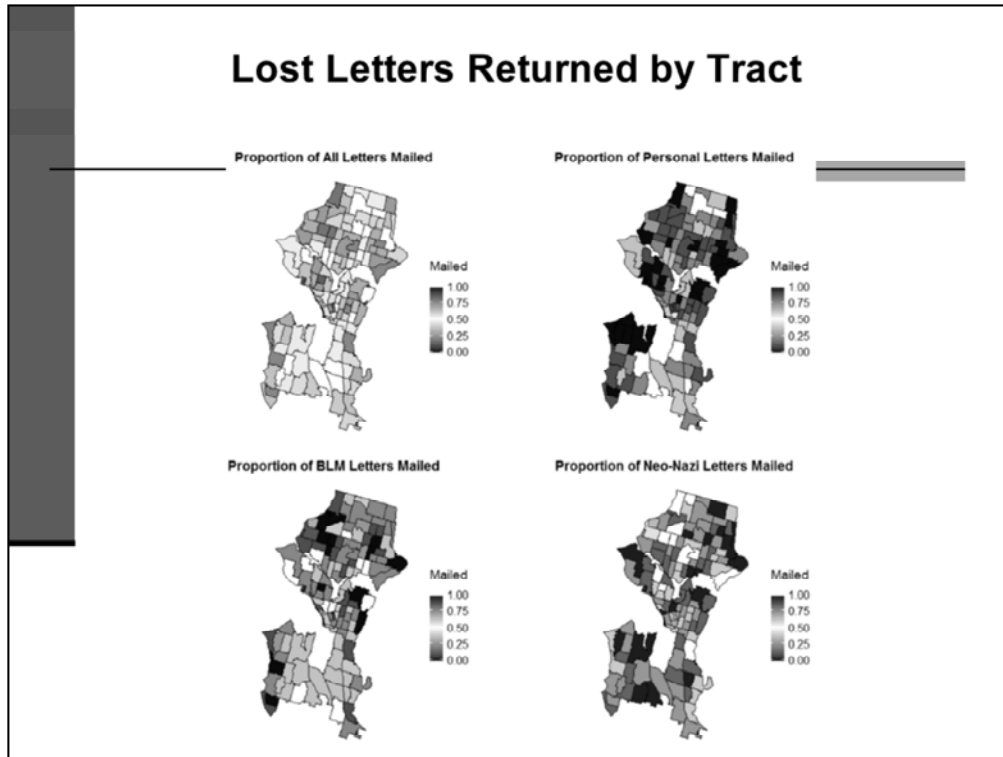 Lost Letters Returned by Tract
Proportion of All Letters Mailed
Mailed
1.00
0.75
0.50
0.25
0.00
Proportion of Personal Letters Mailed
Mailed
1.00
0.75
0.50
0.25
0.00
Proportion of BLM Letters Mailed
Mailed
1.00
0.75
0.50
0.25
0.00
Proportion of Neo-Nazi Letters Mailed
Mailed
1.00
0.75
0.50
0.25
0.00